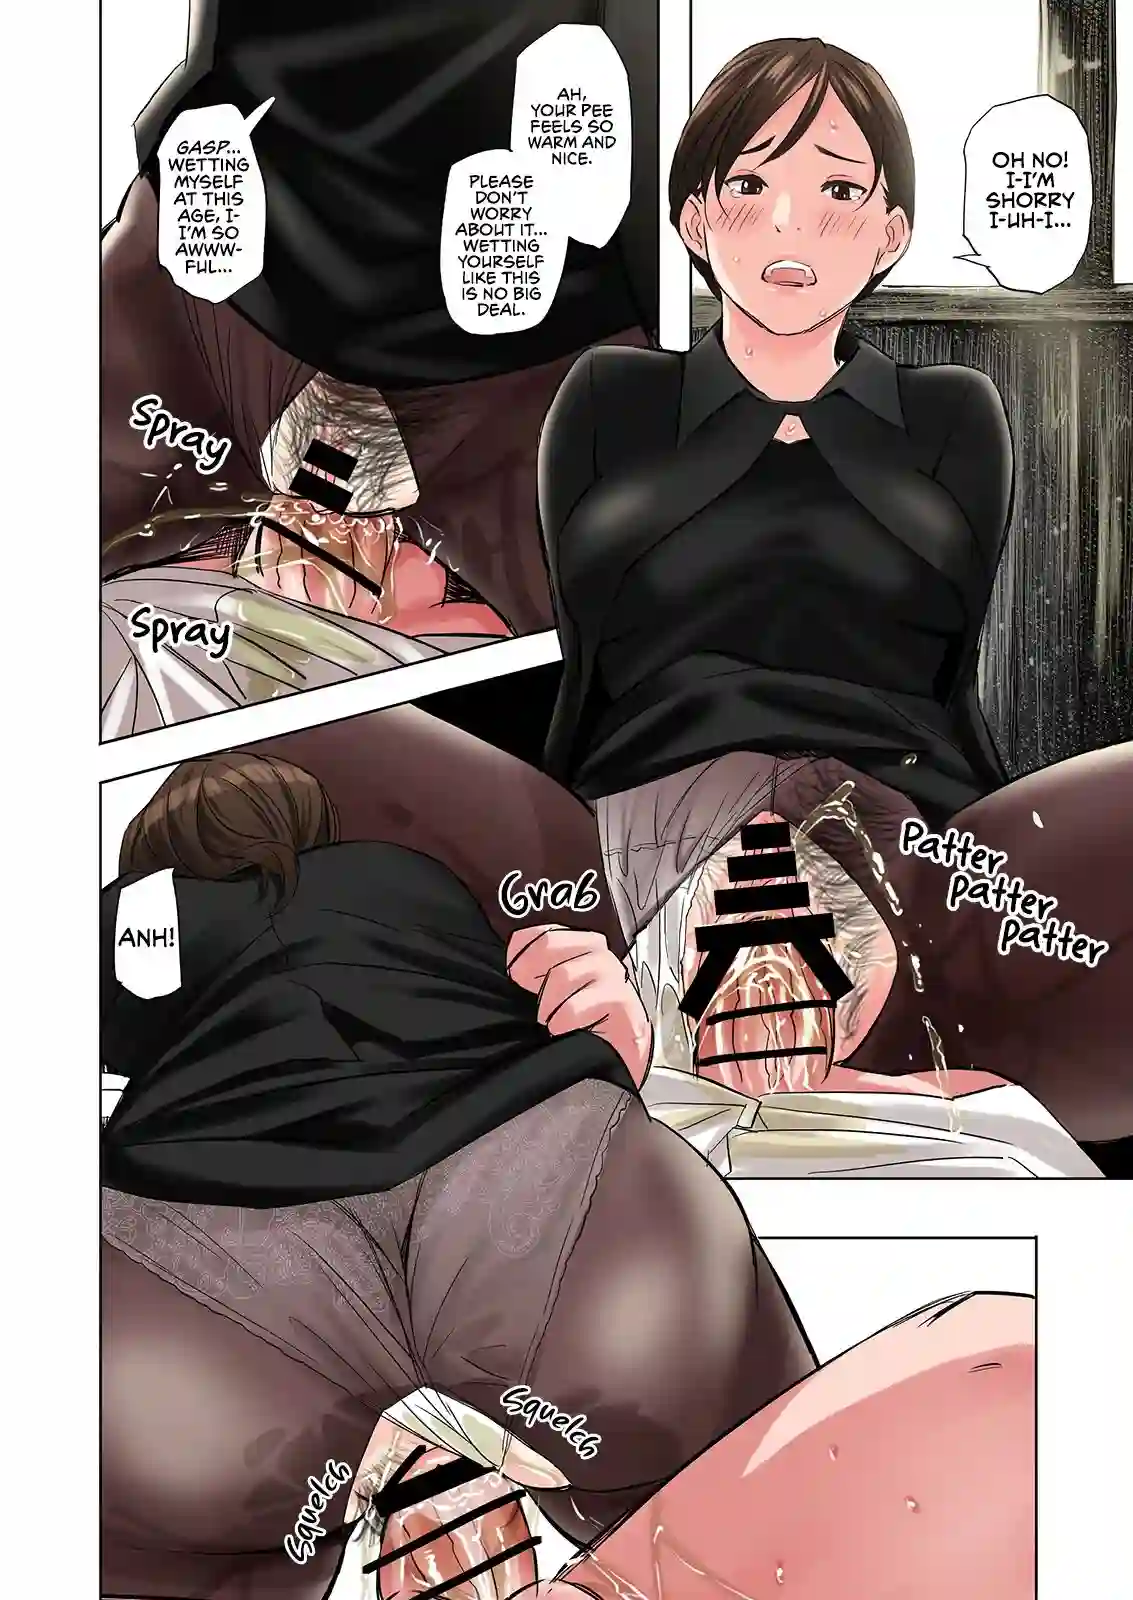 OH NO!
I-I'M
SHORRY
I-UH-I...
AH,
YOUR PEE
FEELS SO
WARM AND
NICE.
PLEASE
DON'T
WORRY
ABOUT IT...
WETTING
YOURSELF
LIKE THIS
IS NO BIG
DEAL.
GASP...
WETTING
MYSELF
AT THIS
AGE, I-
I'M SO
AWWW-
FUL...
Spray
Spray
Patter
patter
patter
Grab
ANH!
Squelch
Squelch